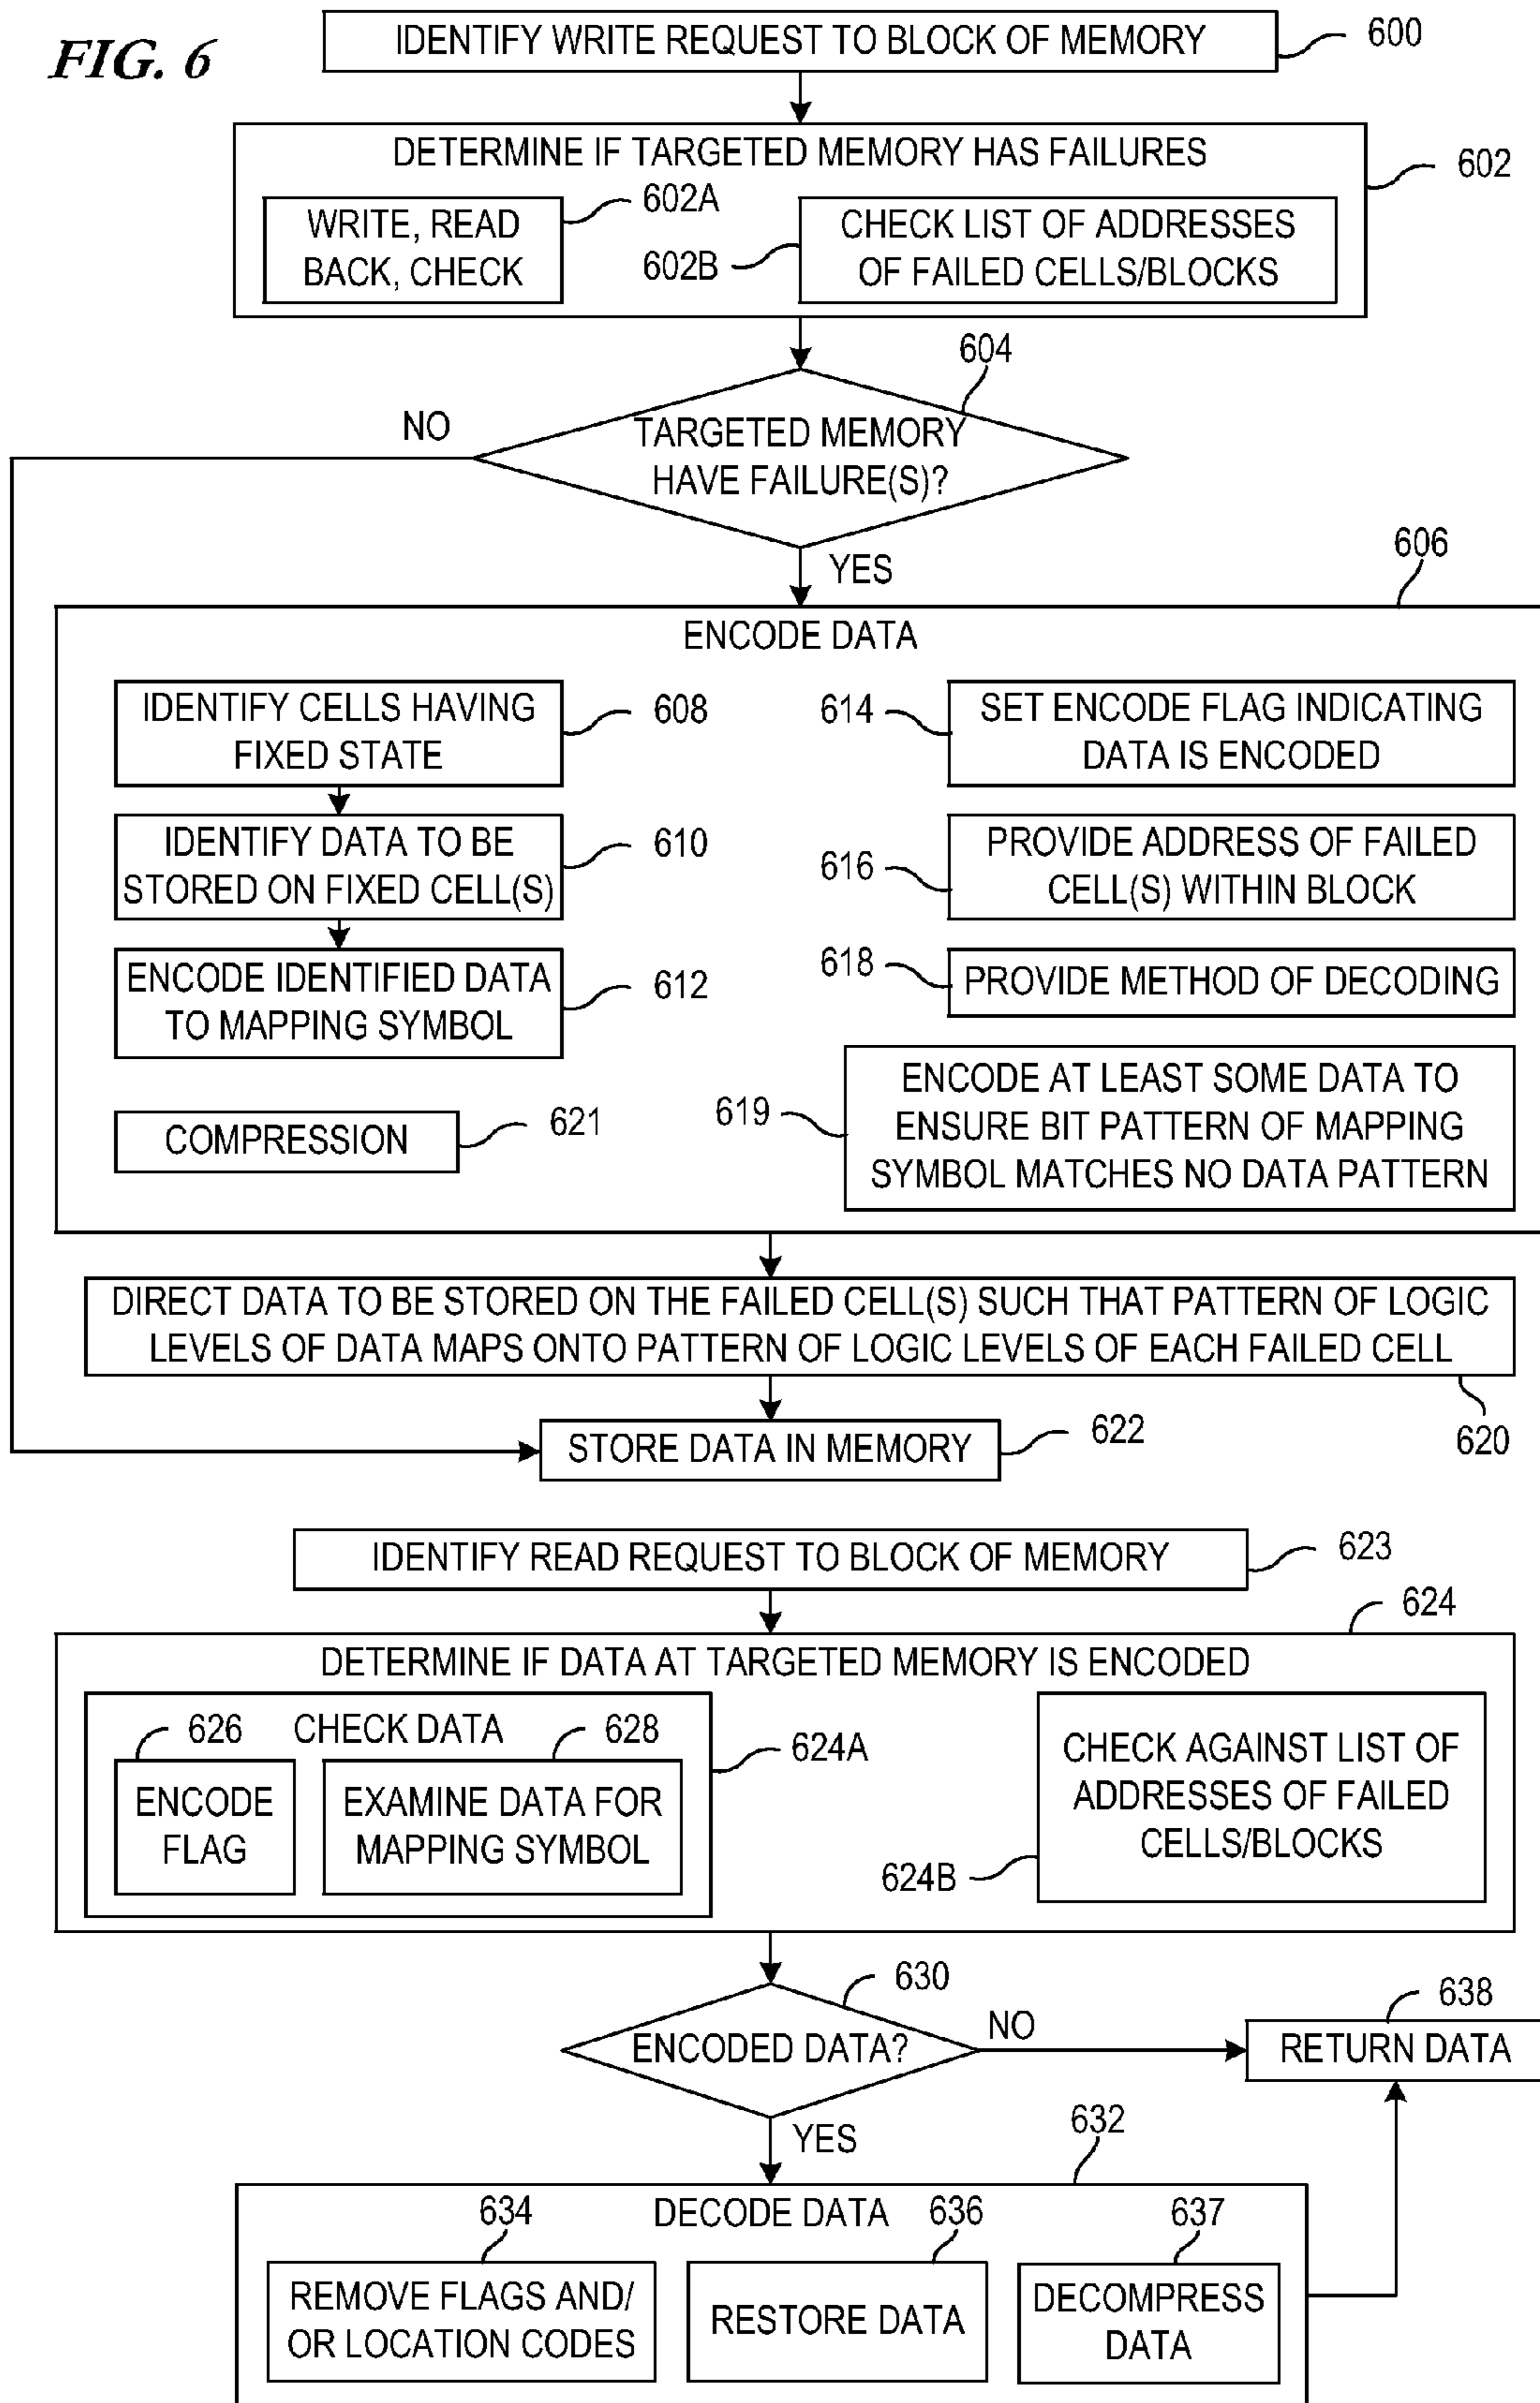 FIG. 6
IDENTIFY WRITE REQUEST TO BLOCK OF MEMORY
600
DETERMINE IF TARGETED MEMORY HAS FAILURES
602
WRITE, READ
BACK, CHECK
602A
602B
CHECK LIST OF ADDRESSES
OF FAILED CELLS/BLOCKS
604
TARGETED MEMORY
HAVE FAILURE(S)?
NO
YES
606
ENCODE DATA
IDENTIFY CELLS HAVING
FIXED STATE
608
IDENTIFY DATA TO BE
STORED ON FIXED CELL(S)
610
ENCODE IDENTIFIED DATA
TO MAPPING SYMBOL
612
COMPRESSION
621
614
SET ENCODE FLAG INDICATING
DATA IS ENCODED
616
PROVIDE ADDRESS OF FAILED
CELL(S) WITHIN BLOCK
618
PROVIDE METHOD OF DECODING
619
ENCODE AT LEAST SOME DATA TO
ENSURE BIT PATTERN OF MAPPING
SYMBOL MATCHES NO DATA PATTERN
DIRECT DATA TO BE STORED ON THE FAILED CELL(S) SUCH THAT PATTERN OF LOGIC
LEVELS OF DATA MAPS ONTO PATTERN OF LOGIC LEVELS OF EACH FAILED CELL
620
STORE DATA IN MEMORY
622
IDENTIFY READ REQUEST TO BLOCK OF MEMORY
623
624
DETERMINE IF DATA AT TARGETED MEMORY IS ENCODED
626
CHECK DATA
628
624A
ENCODE
FLAG
EXAMINE DATA FOR
MAPPING SYMBOL
CHECK AGAINST LIST OF
ADDRESSES OF FAILED
CELLS/BLOCKS
624B
630
ENCODED DATA?
NO
YES
638
RETURN DATA
632
DECODE DATA
634
REMOVE FLAGS AND/
OR LOCATION CODES
636
RESTORE DATA
637
DECOMPRESS
DATA